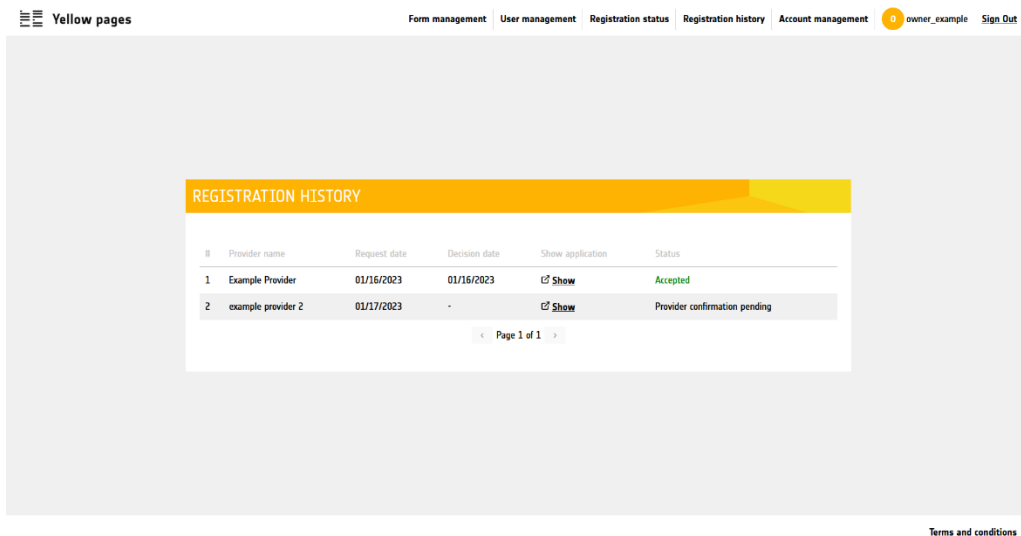 Yellow pages Form management User management Registration status Registration history Account management O owner_example Sign Out
REGISTRATION HISTORY
# Provider name Request date Decision date Show application Status
1 Example Provider 01/16/2023 01/16/2023 Show Accepted
2 example provider 2 01/17/2023 - Show Provider confirmation pending
< Page 1 of 1 >
Terms and conditions